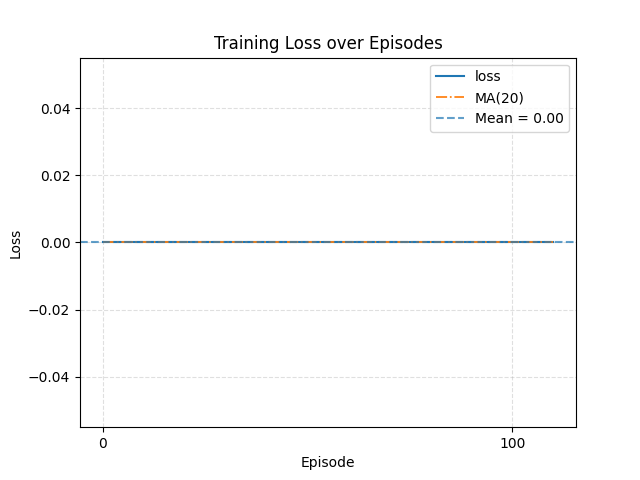 Training Loss over Episodes
loss
MA(20)
Mean = 0.00
0.04
0.02
0.00
−0.02
−0.04
Loss
0
100
Episode